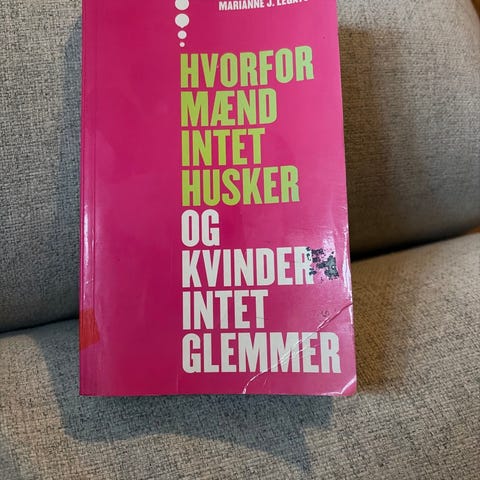 MARIANNE J. LEGATO
HVORFOR
MÆND
INTET
HUSKER
OG
KVINDER
INTET
GLEMMER